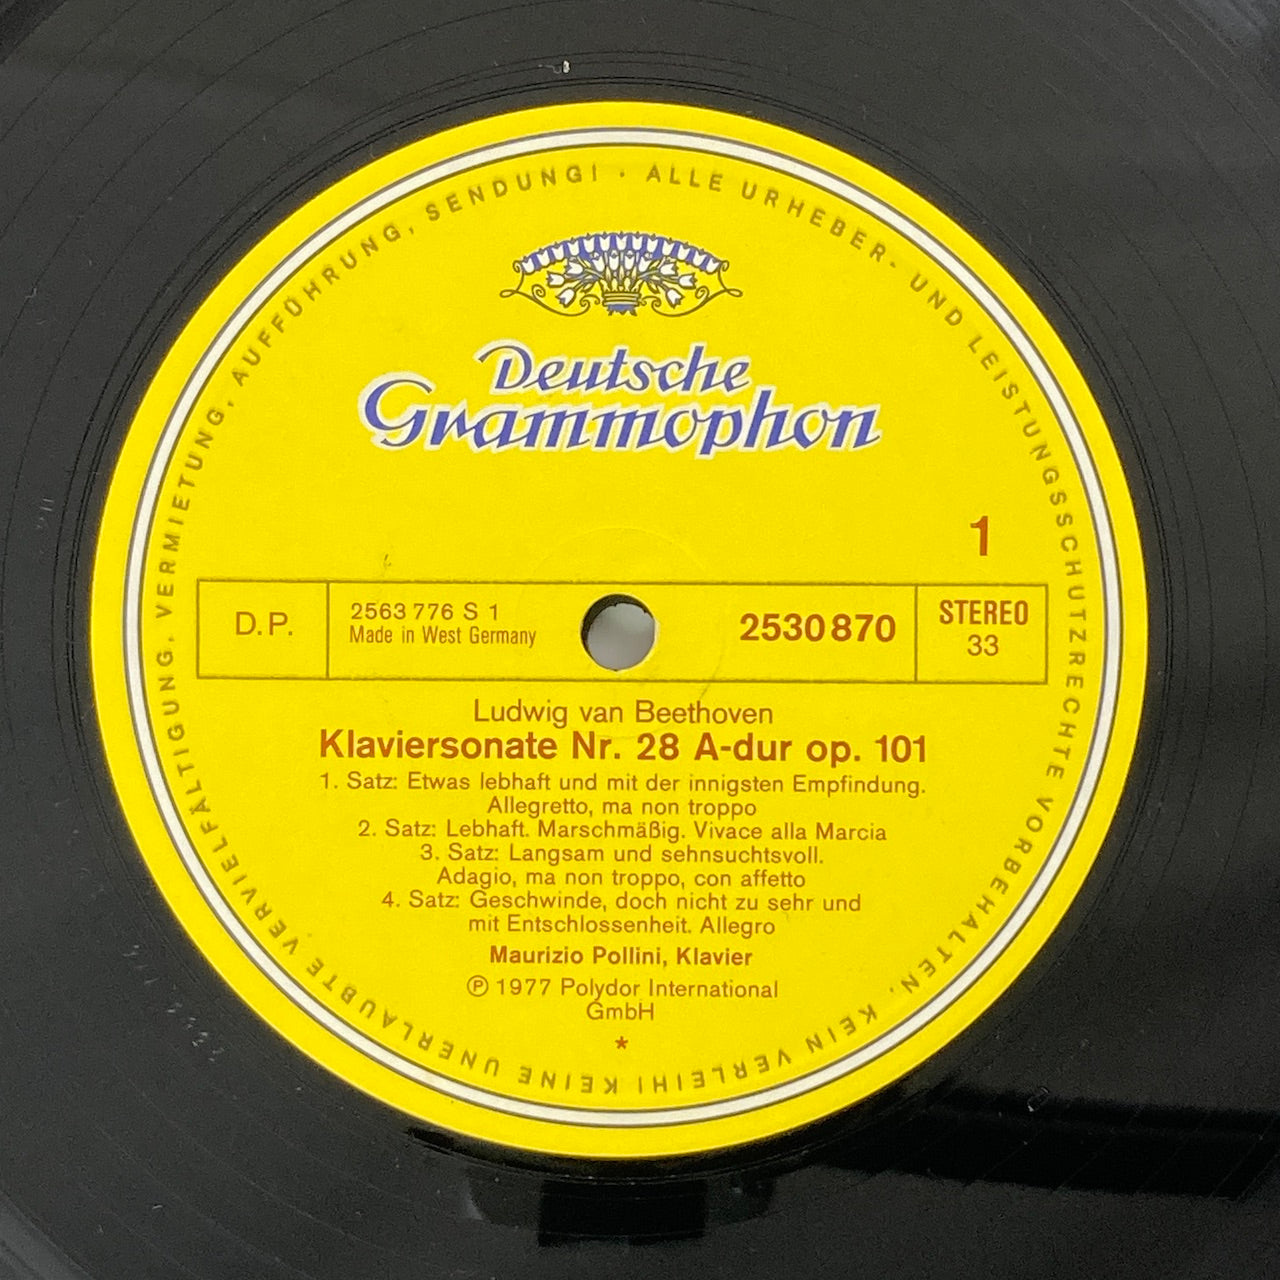 ALLE URHEBER- UND LEISTUNGSSCHUTZRECHTE VORBEHALTEN. KEIN VERLEIH! KEINE UNERLAUBTE VERVIELFÄLTIGUNG, VERMIETUNG, AUFFÜHRUNG, SENDUNG! ·
Deutsche
Grammophon
1
D.P.
2563 776 S 1
Made in West Germany
2530 870
STEREO
33
Ludwig van Beethoven
Klaviersonate Nr. 28 A-dur op. 101
1. Satz: Etwas lebhaft und mit der innigsten Empfindung.
Allegretto, ma non troppo
2. Satz: Lebhaft. Marschmäßig. Vivace alla Marcia
3. Satz: Langsam und sehnsuchtsvoll.
Adagio, ma non troppo, con affetto
4. Satz: Geschwinde, doch nicht zu sehr und
mit Entschlossenheit. Allegro
Maurizio Pollini, Klavier
℗ 1977 Polydor International
GmbH
*